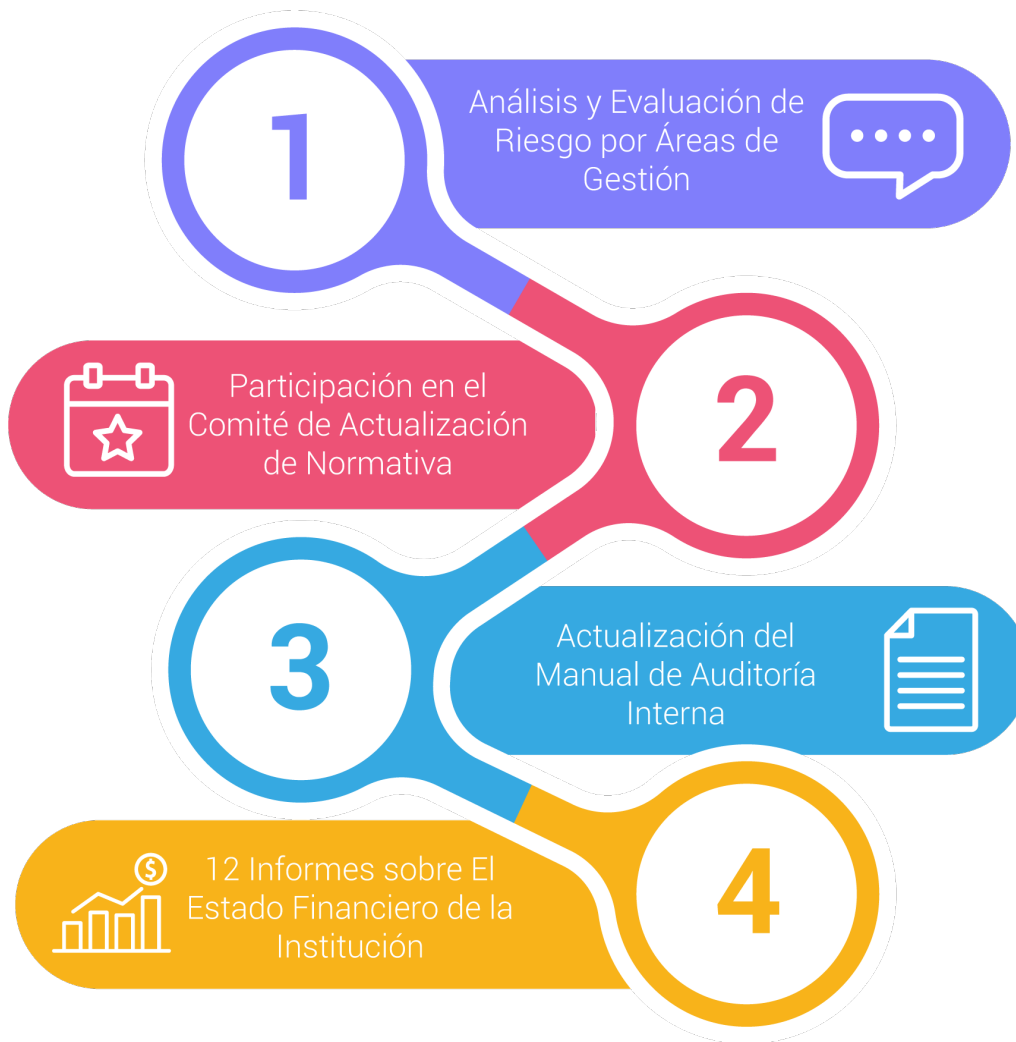 1
Análisis y Evaluación de
Riesgo por Áreas de
Gestión
Participación en el
Comité de Actualización
de Normativa
2
3
Actualización del
Manual de Auditoría
Interna
12 Informes sobre El
Estado Financiero de la
Institución
$
4